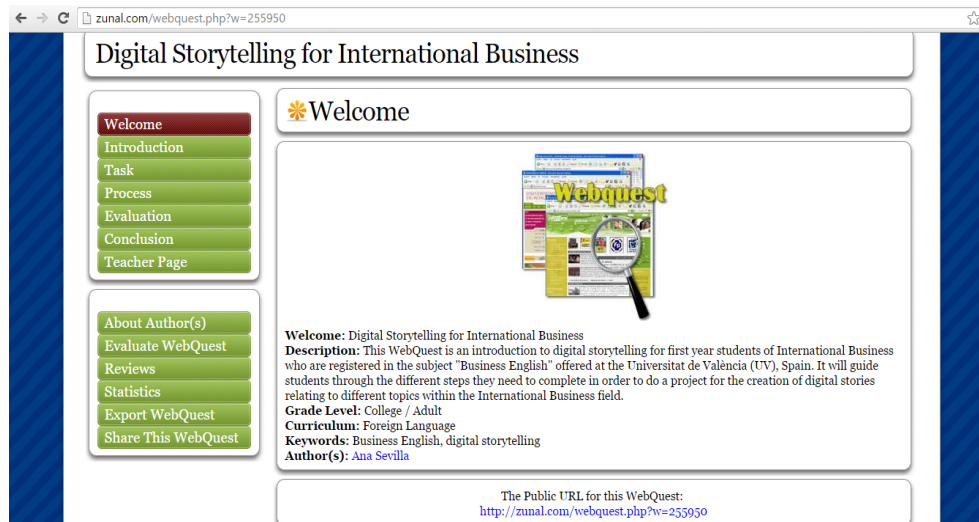 zunal.com/webquest.php?w=255950
Digital Storytelling for International Business
Welcome
Introduction
Task
Process
Evaluation
Conclusion
Teacher Page
About Author(s)
Evaluate WebQuest
Reviews
Statistics
Export WebQuest
Share This WebQuest
Welcome
Webquest
Welcome: Digital Storytelling for International Business
Description: This WebQuest is an introduction to digital storytelling for first year students of International Business
who are registered in the subject "Business English" offered at the Universitat de València (UV), Spain. It will guide
students through the different steps they need to complete in order to do a project for the creation of digital stories
relating to different topics within the International Business field.
Grade Level: College / Adult
Curriculum: Foreign Language
Keywords: Business English, digital storytelling
Author(s): Ana Sevilla
The Public URL for this WebQuest:
http://zunal.com/webquest.php?w=255950